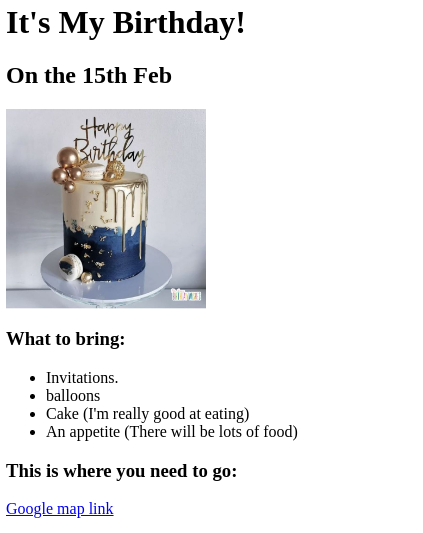 It's My Birthday!
On the 15th Feb
Happy
Birthday
What to bring:
Invitations.
balloons
Cake (I'm really good at eating)
An appetite (There will be lots of food)
This is where you need to go:
Google map link